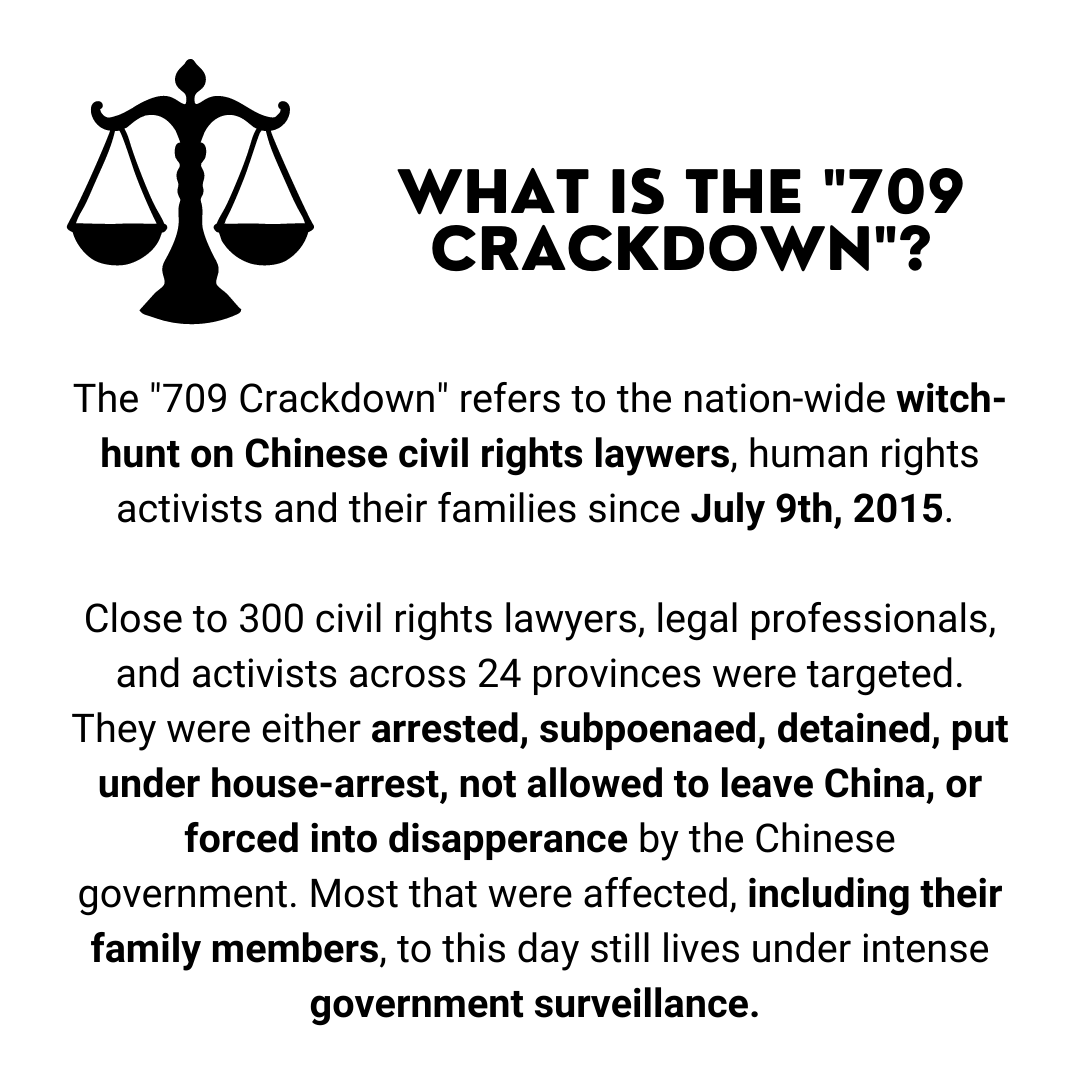 WHAT IS THE "709
CRACKDOWN"?
The "709 Crackdown" refers to the nation-wide witch-
hunt on Chinese civil rights laywers, human rights
activists and their families since July 9th, 2015.
Close to 300 civil rights lawyers, legal professionals,
and activists across 24 provinces were targeted.
They were either arrested, subpoenaed, detained, put
under house-arrest, not allowed to leave China, or
forced into disapperance by the Chinese
government. Most that were affected, including their
family members, to this day still lives under intense
government surveillance.